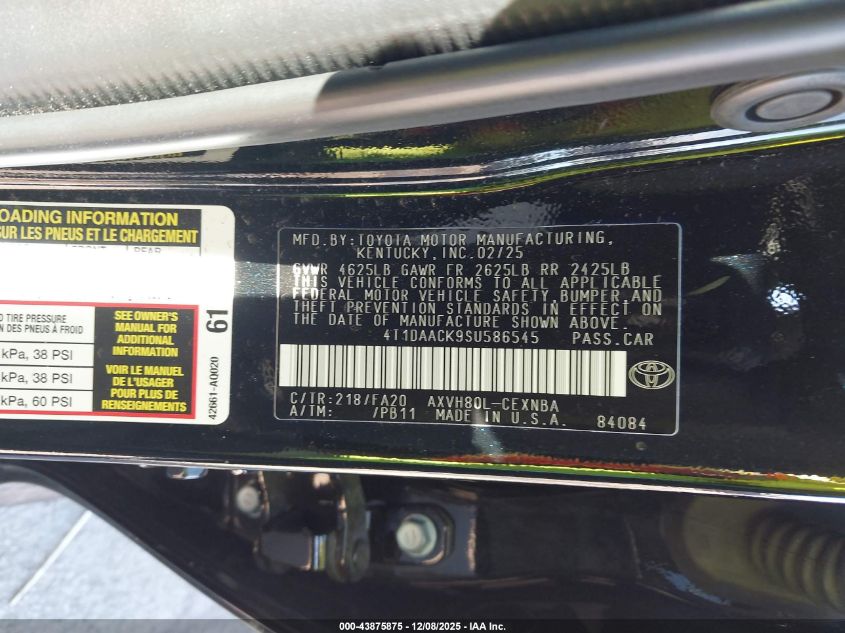 OADING INFORMATION
SUR LES PNEUS ET LE CHARGEMENT
D TIRE PRESSURE
ON DES PNEUS À FROID
kPa, 38 PSI
kPa, 38 PSI
kPa, 60 PSI
SEE OWNER'S
MANUAL FOR
ADDITIONAL
INFORMATION
VOIR LE MANUEL
DE L'USAGER
POUR PLUS DE
RENSEIGNEMENTS
61
42661-A0020
MFD.BY:TOYOTA MOTOR MANUFACTURING,
KENTUCKY,INC.02/25
GVWR 4625LB GAWR FR 2625LB RR 2425LB
THIS VEHICLE CONFORMS TO ALL APPLICABLE
FEDERAL MOTOR VEHICLE SAFETY,BUMPER,AND
THEFT PREVENTION STANDARDS IN EFFECT ON
THE DATE OF MANUFACTURE SHOWN ABOVE.
4T1DAACK9SU586545 PASS.CAR
C/TR:218/FA20 AXVH80L-CEXNBA
A/TM: /PB11 MADE IN U.S.A. 84084
000-43875875 - 12/08/2025 - IAA Inc.